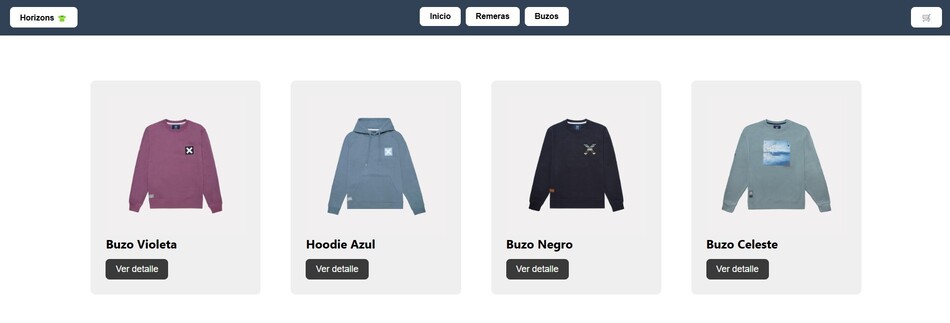 Horizons
Inicio
Remeras
Buzos
Buzo Violeta
Ver detalle
Hoodie Azul
Ver detalle
Buzo Negro
Ver detalle
Buzo Celeste
Ver detalle